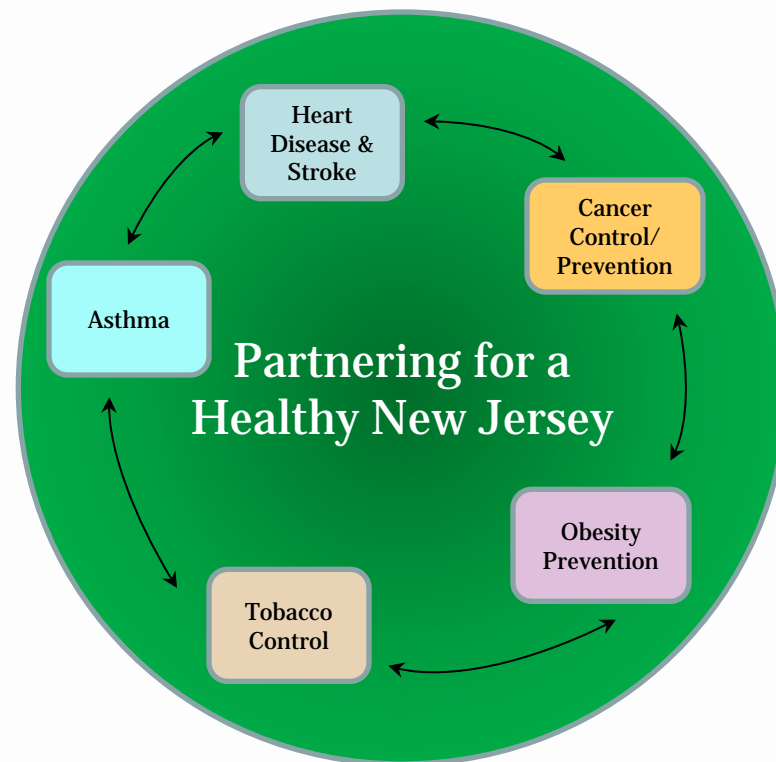 Heart
Disease &
Stroke
Cancer
Control/
Prevention
Asthma
Partnering for a
Healthy New Jersey
Obesity
Prevention
Tobacco
Control